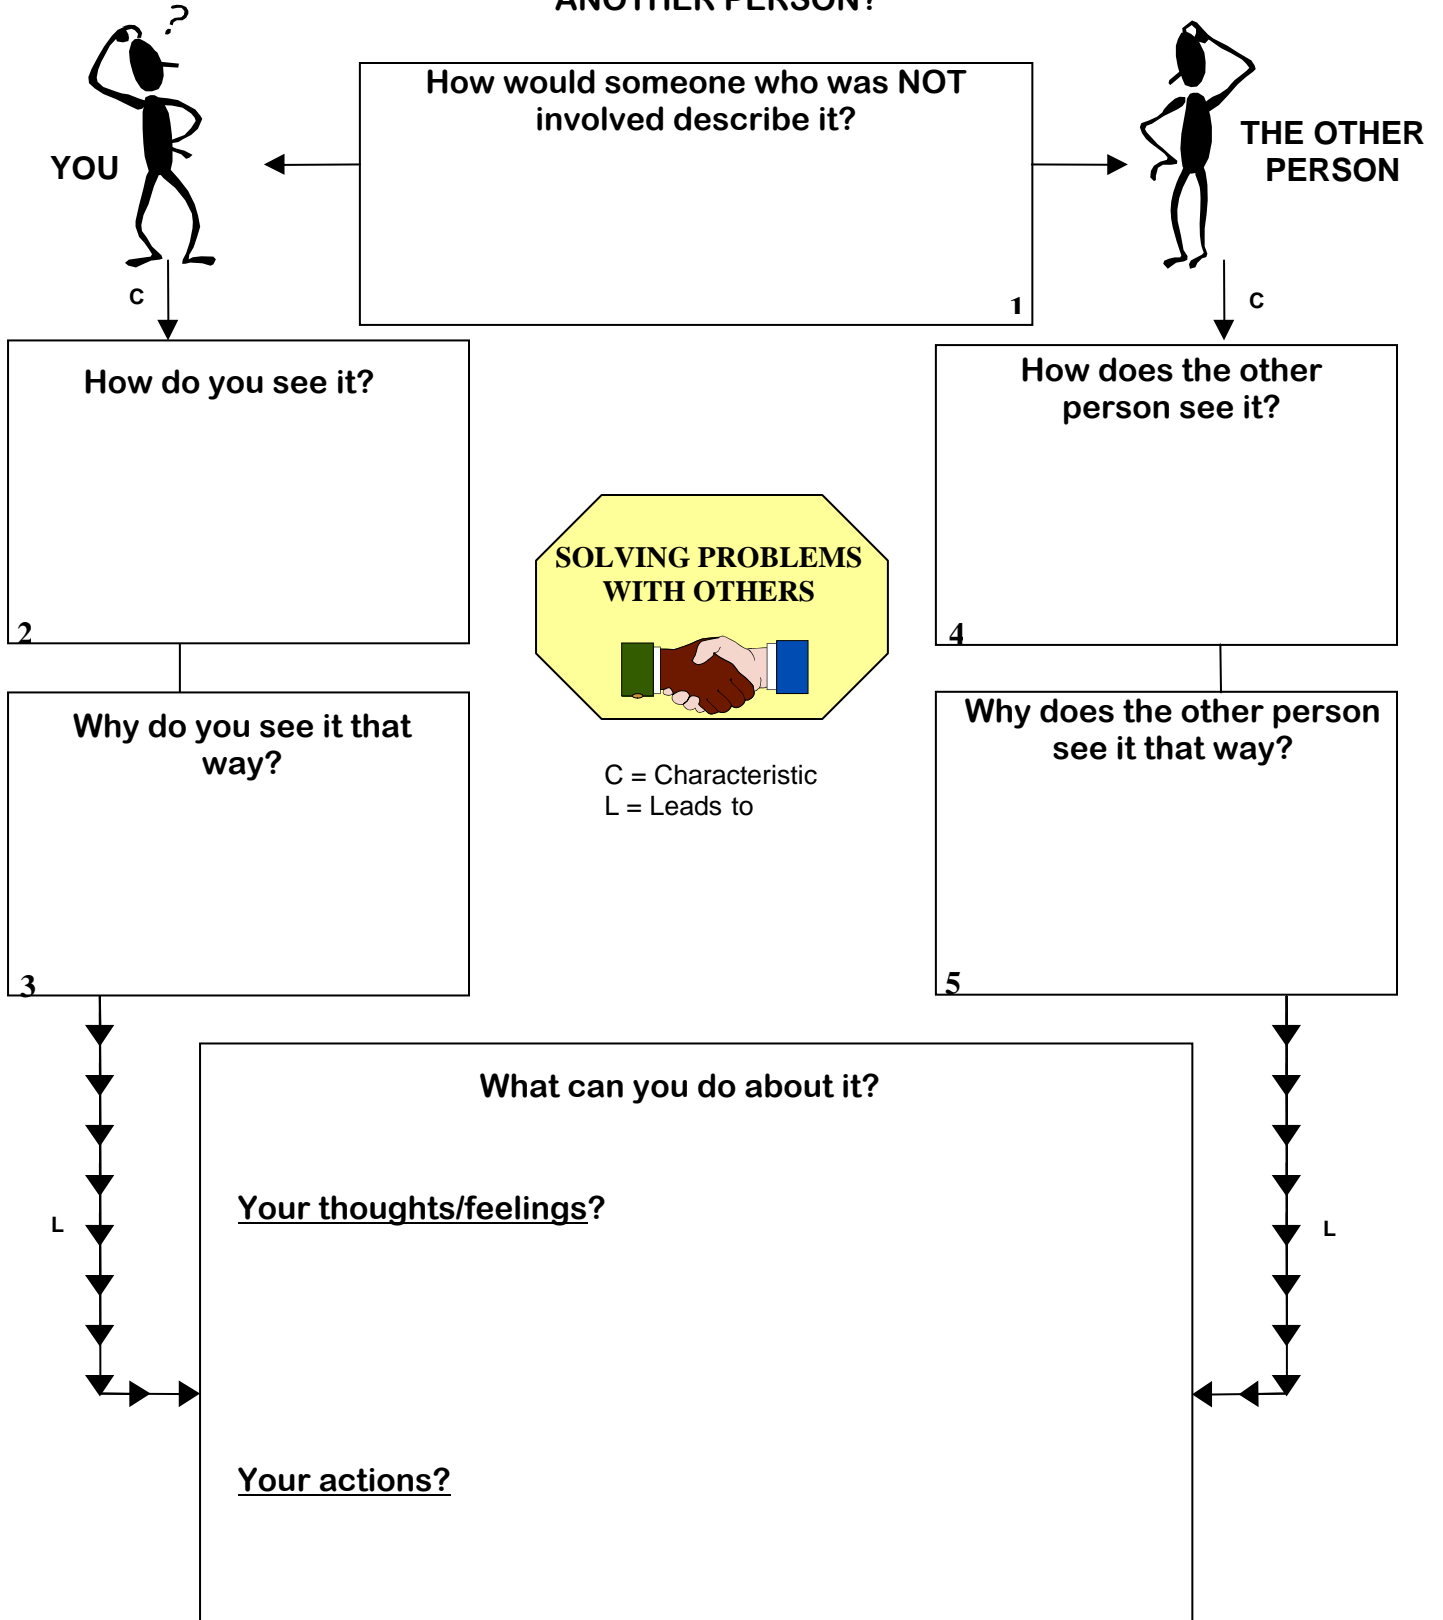 ANOTHER PERSON?
?
How would someone who was NOT
involved describe it?
YOU
THE OTHER
PERSON
1
C
C
How do you see it?
2
How does the other
person see it?
4
SOLVING PROBLEMS
WITH OTHERS
Why do you see it that
way?
3
Why does the other person
see it that way?
5
C = Characteristic
L = Leads to
What can you do about it?
Your thoughts/feelings?
L
L
Your actions?